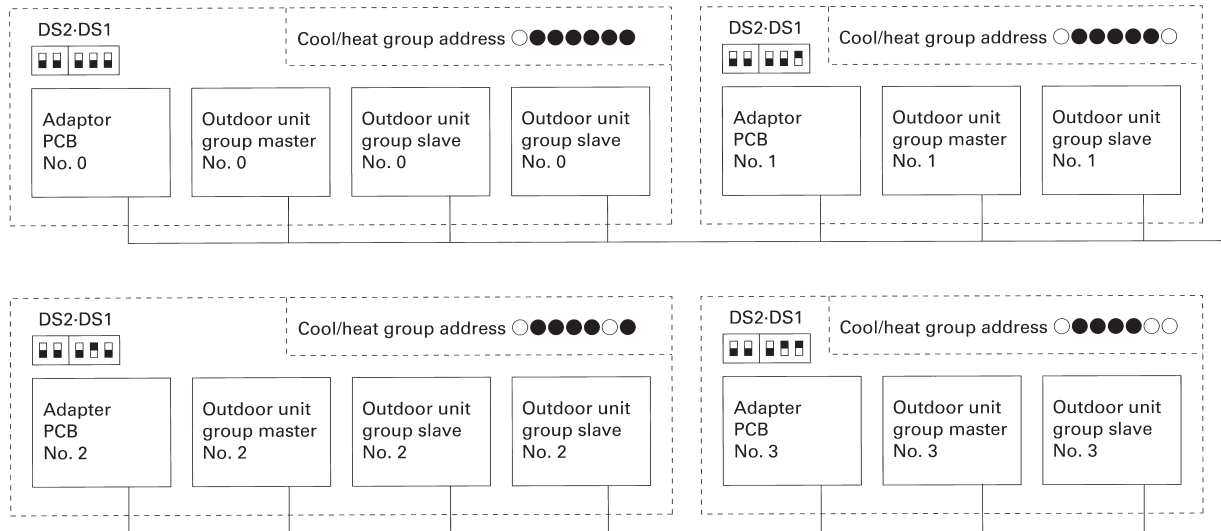 DS2·DS1
Cool/heat group address
Adaptor
PCB
No. 0
Outdoor unit
group master
No. 0
Outdoor unit
group slave
No. 0
Outdoor unit
group slave
No. 0
DS2·DS1
Cool/heat group address
Adaptor
PCB
No. 1
Outdoor unit
group master
No. 1
Outdoor unit
group slave
No. 1
DS2·DS1
Cool/heat group address
Adapter
PCB
No. 2
Outdoor unit
group master
No. 2
Outdoor unit
group slave
No. 2
Outdoor unit
group slave
No. 2
DS2·DS1
Cool/heat group address
Adapter
PCB
No. 3
Outdoor unit
group master
No. 3
Outdoor unit
group slave
No. 3